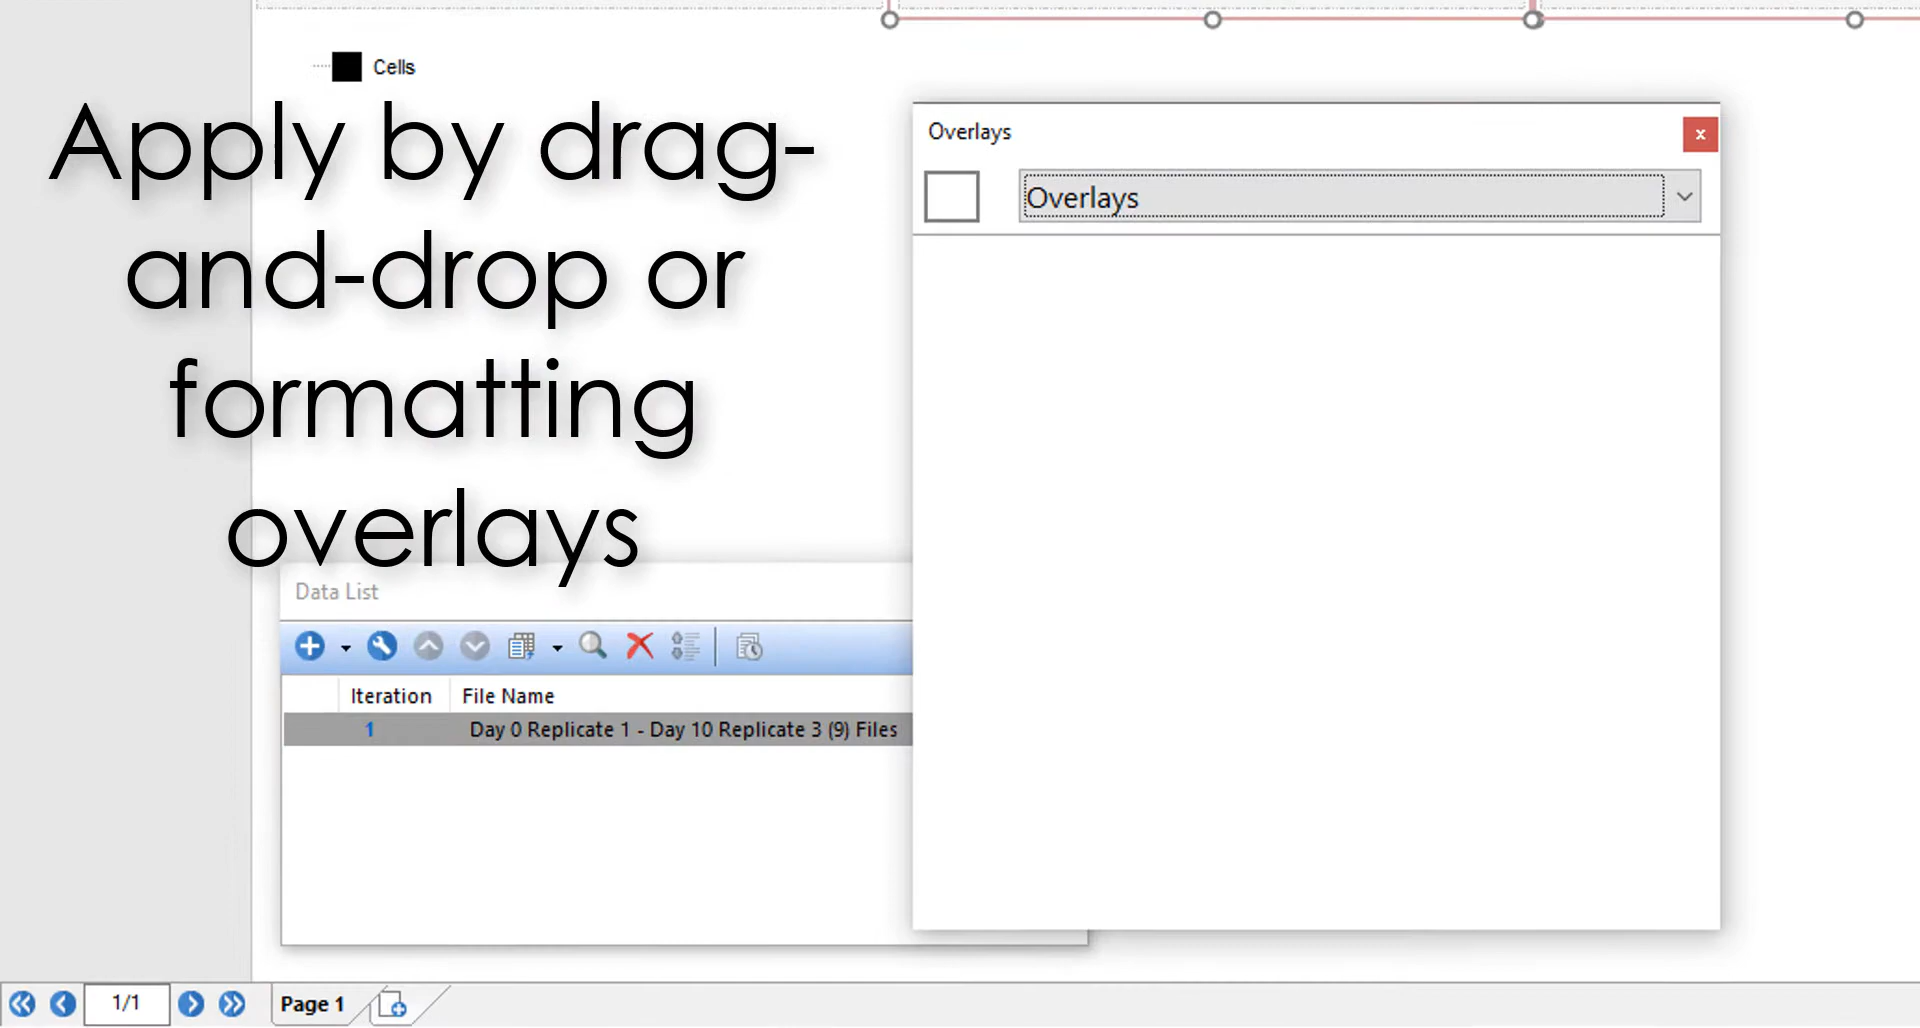 Cells
Apply by drag-
and-drop or
formatting
overlays
Overlays
x
Overlays
Data List
Iteration File Name
1 Day 0 Replicate 1 - Day 10 Replicate 3 (9) Files
1/1 Page 1